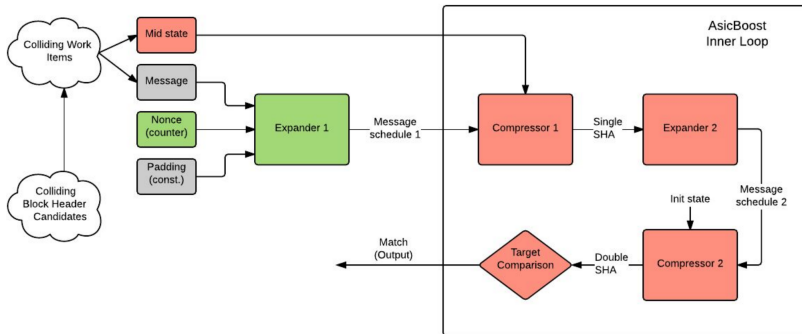 AsicBoost
Inner Loop
Colliding Work
Items
Mid state
Message
Nonce
(counter)
Expander 1
Message
schedule 1
Compressor 1
Single
SHA
Expander 2
Padding
(const.)
Colliding
Block Header
Candidates
Message
schedule 2
Init state
Match
(Output)
Target
Comparison
Double
SHA
Compressor 2